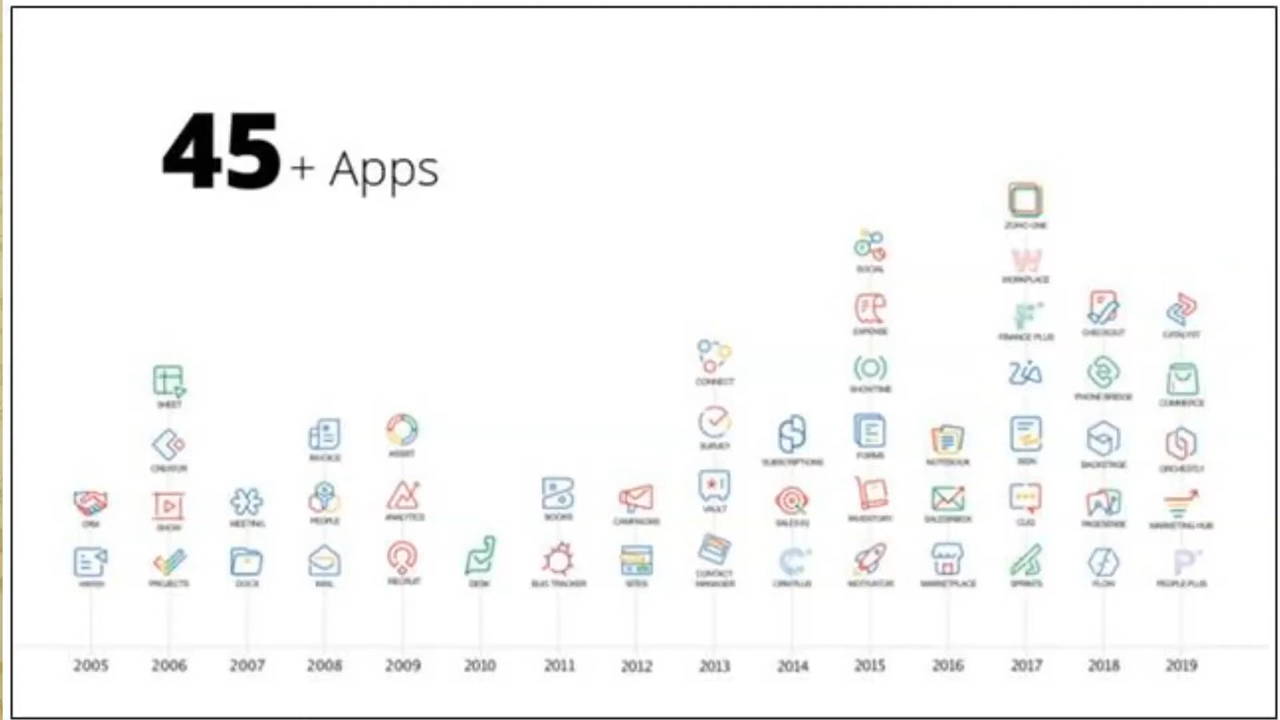 45+ Apps
ZOHO ONE
SOCIAL
WORKPLACE
EXPENSE
FINANCE PLUS
CHECKOUT
CATALYST
CONNECT
SHEET
SHOWTIME
PHONE BRIDGE
COMMERCE
SURVEY
INVOICE
ASSIST
CREATOR
SUBSCRIPTIONS
FORMS
NOTEBOOK
SIGN
BACKSTAGE
ORCHESTLY
VAULT
CRM
SHOW
MEETING
PEOPLE
ANALYTICS
BOOKS
CAMPAIGNS
SALESIQ
INVENTORY
SALESINBOX
CLIQ
PAGESENSE
MARKETING HUB
CONTACT
MANAGER
WRITER
PROJECTS
DOCS
MAIL
RECRUIT
DESK
BUG TRACKER
SITES
CRM PLUS
MOTIVATOR
MARKETPLACE
SPRINTS
FLOW
PEOPLE PLUS
2005 2006 2007 2008 2009 2010 2011 2012 2013 2014 2015 2016 2017 2018 2019